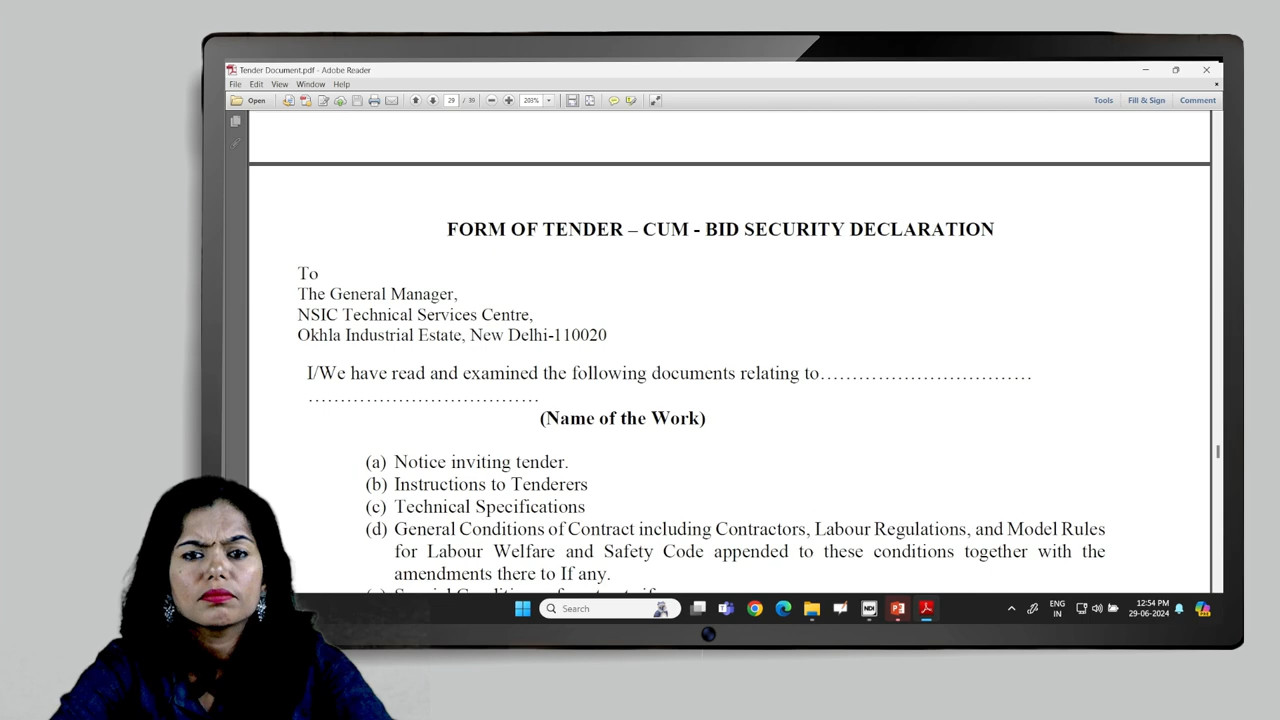 Tender Document.pdf - Adobe Reader
File Edit View Window Help
Open 29 / 39 203% Tools Fill & Sign Comment
FORM OF TENDER – CUM - BID SECURITY DECLARATION
To
The General Manager,
NSIC Technical Services Centre,
Okhla Industrial Estate, New Delhi-110020
I/We have read and examined the following documents relating to……………………………
………………………………
(Name of the Work)
(a) Notice inviting tender.
(b) Instructions to Tenderers
(c) Technical Specifications
(d) General Conditions of Contract including Contractors, Labour Regulations, and Model Rules
for Labour Welfare and Safety Code appended to these conditions together with the
amendments there to If any.
Search
NDI
ENG
IN
12:54 PM
29-06-2024